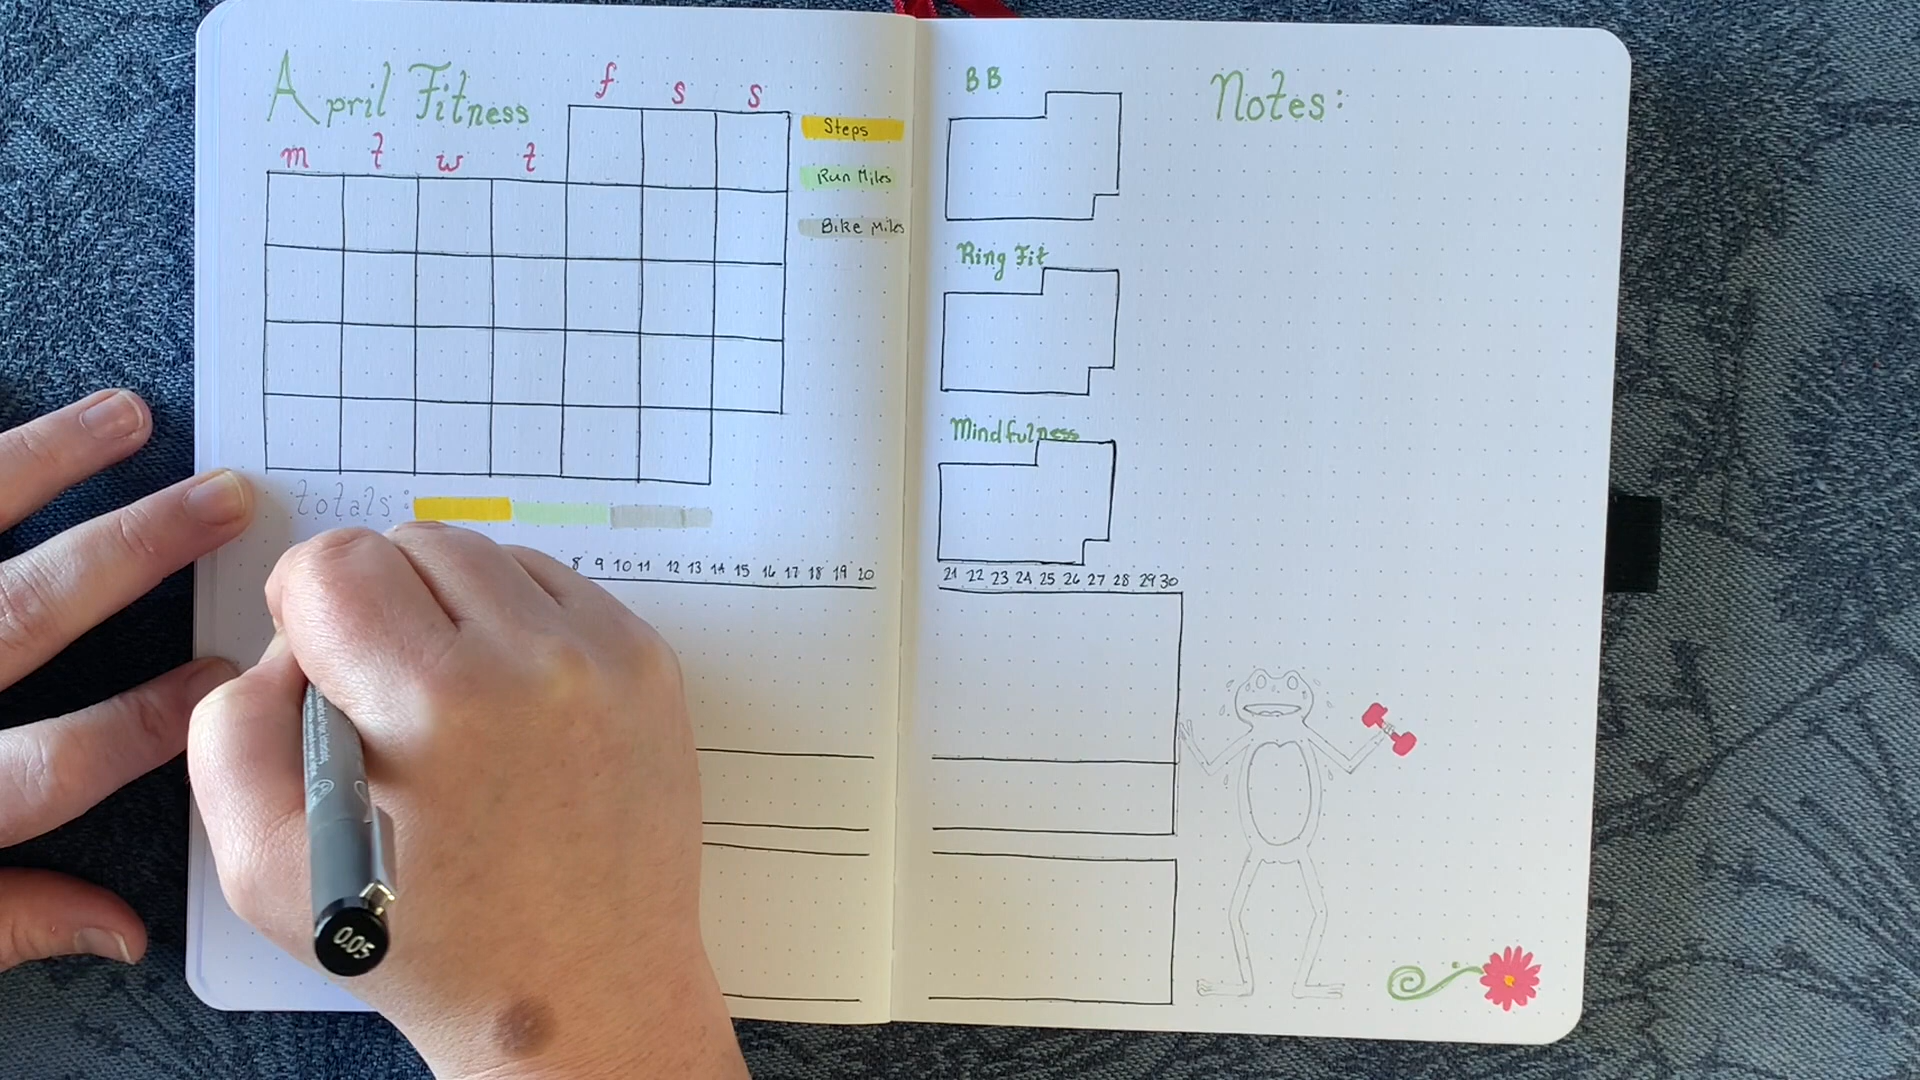 April Fitness
f s s
m t w t
Steps
Run Miles
Bike Miles
totals:
8 9 10 11 12 13 14 15 16 17 18 19 20
BB
Ring Fit
Mindfulness
21 22 23 24 25 26 27 28 29 30
Notes:
0.05